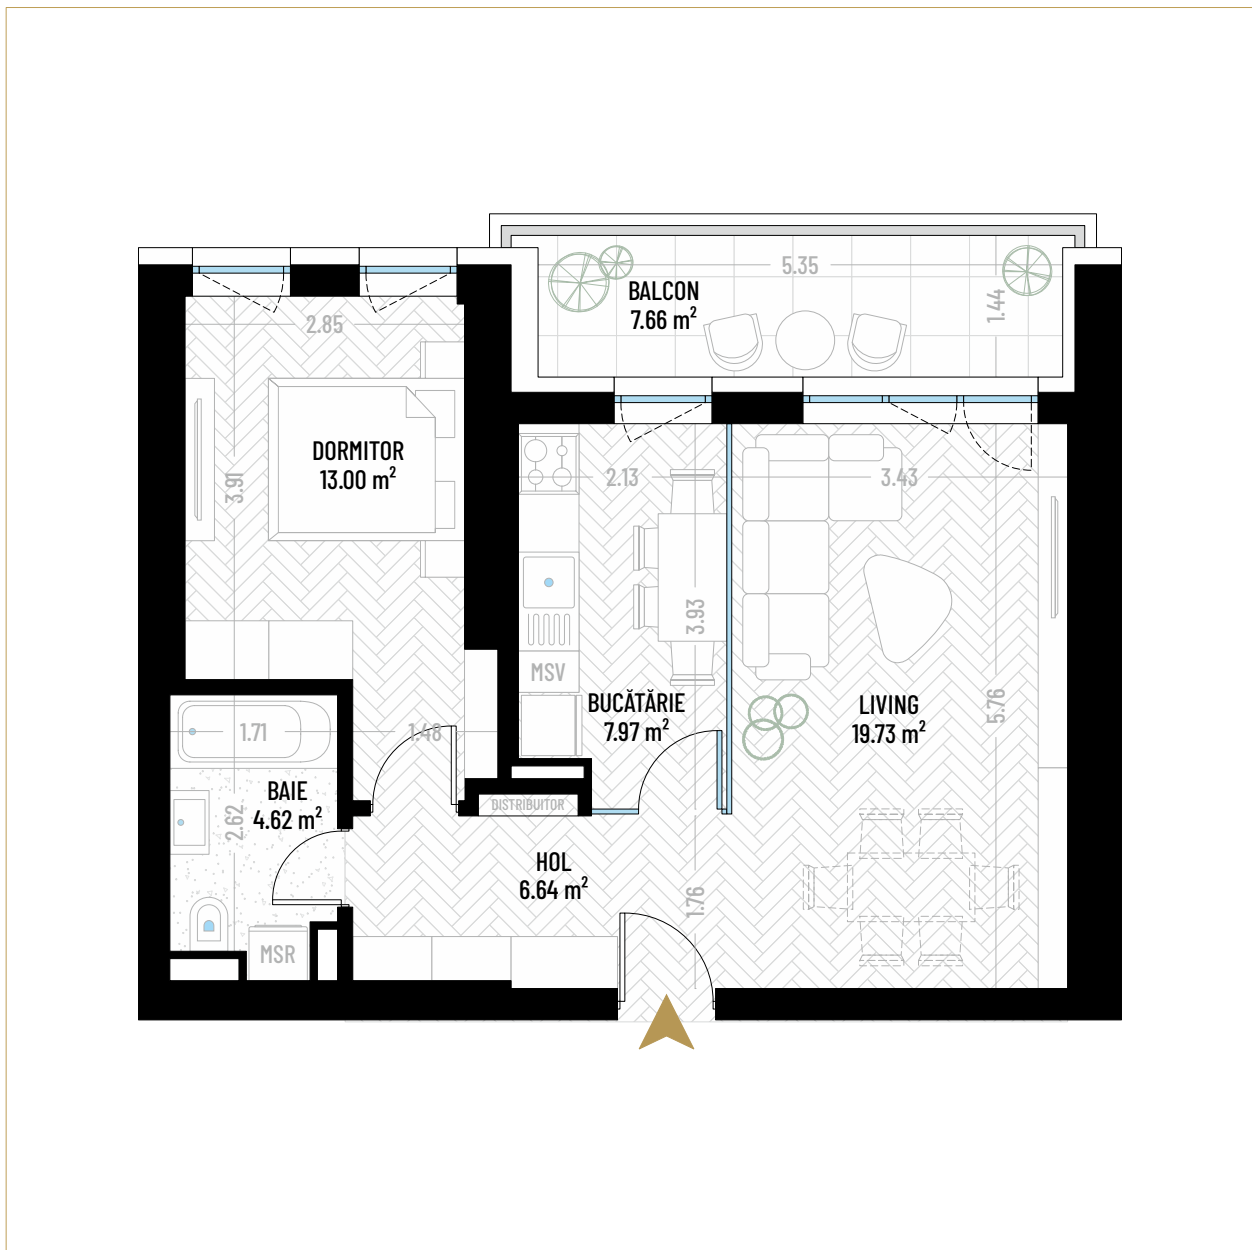 5.35
BALCON
7.66 m²
1.44
2.85
DORMITOR
13.00 m²
3.91
2.13
3.43
3.93
MSV
BUCĂTĂRIE
7.97 m²
LIVING
19.73 m²
5.76
1.71
1.48
BAIE
4.62 m²
2.62
DISTRIBUITOR
HOL
6.64 m²
1.76
MSR